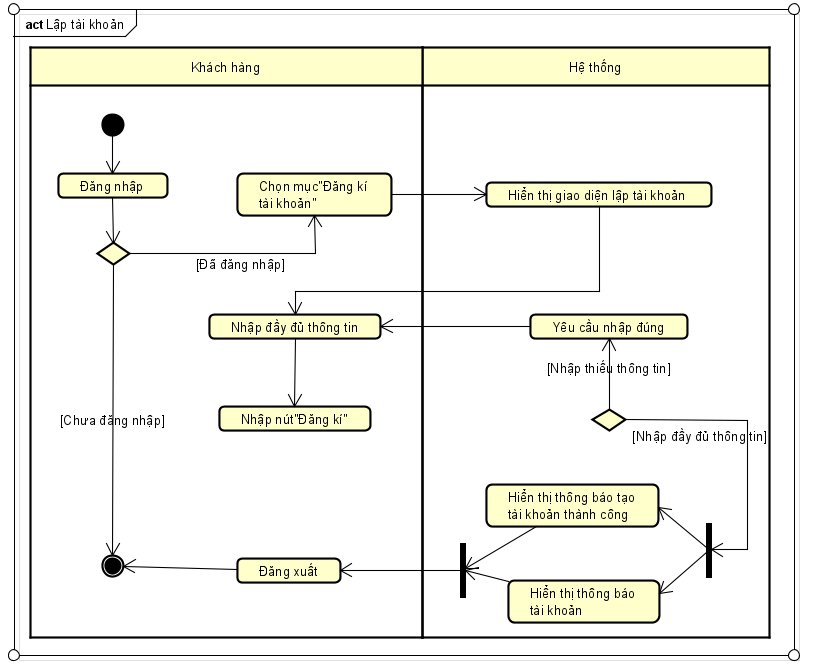 act Lập tài khoản
Khách hàng
Hệ thống
Đăng nhập
Chọn mục"Đăng kí
tài khoản"
Hiển thị giao diện lập tài khoản
[Đã đăng nhập]
Nhập đầy đủ thông tin
Yêu cầu nhập đúng
[Nhập thiếu thông tin]
Nhập nút"Đăng kí"
[Chưa đăng nhập]
[Nhập đầy đủ thông tin]
Hiển thị thông báo tạo
tài khoản thành công
Đăng xuất
Hiển thị thông báo
tài khoản